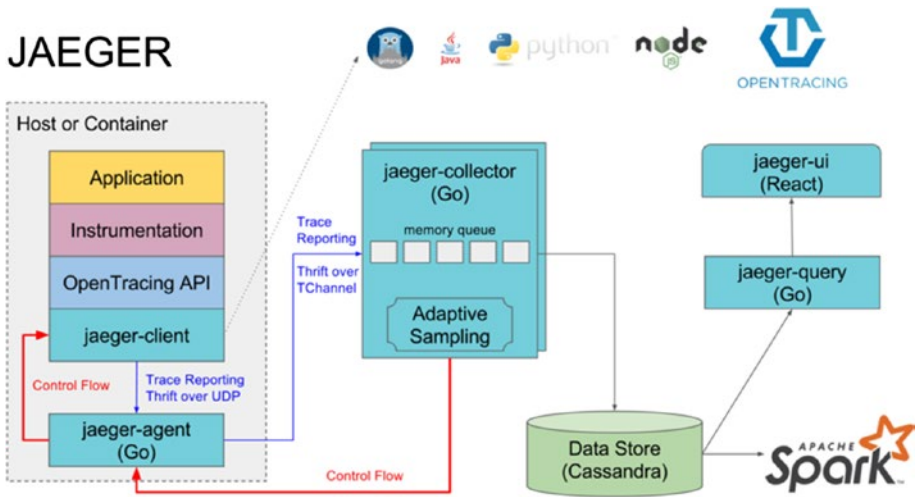 JAEGER
Java
python
node
JS
OPENTRACING
Host or Container
Application
Instrumentation
OpenTracing API
jaeger-client
Control Flow
Trace Reporting
Thrift over UDP
jaeger-agent
(Go)
Trace
Reporting
Thrift over
TChannel
jaeger-collector
(Go)
memory queue
Adaptive
Sampling
Control Flow
Data Store
(Cassandra)
jaeger-ui
(React)
jaeger-query
(Go)
APACHE
Spark